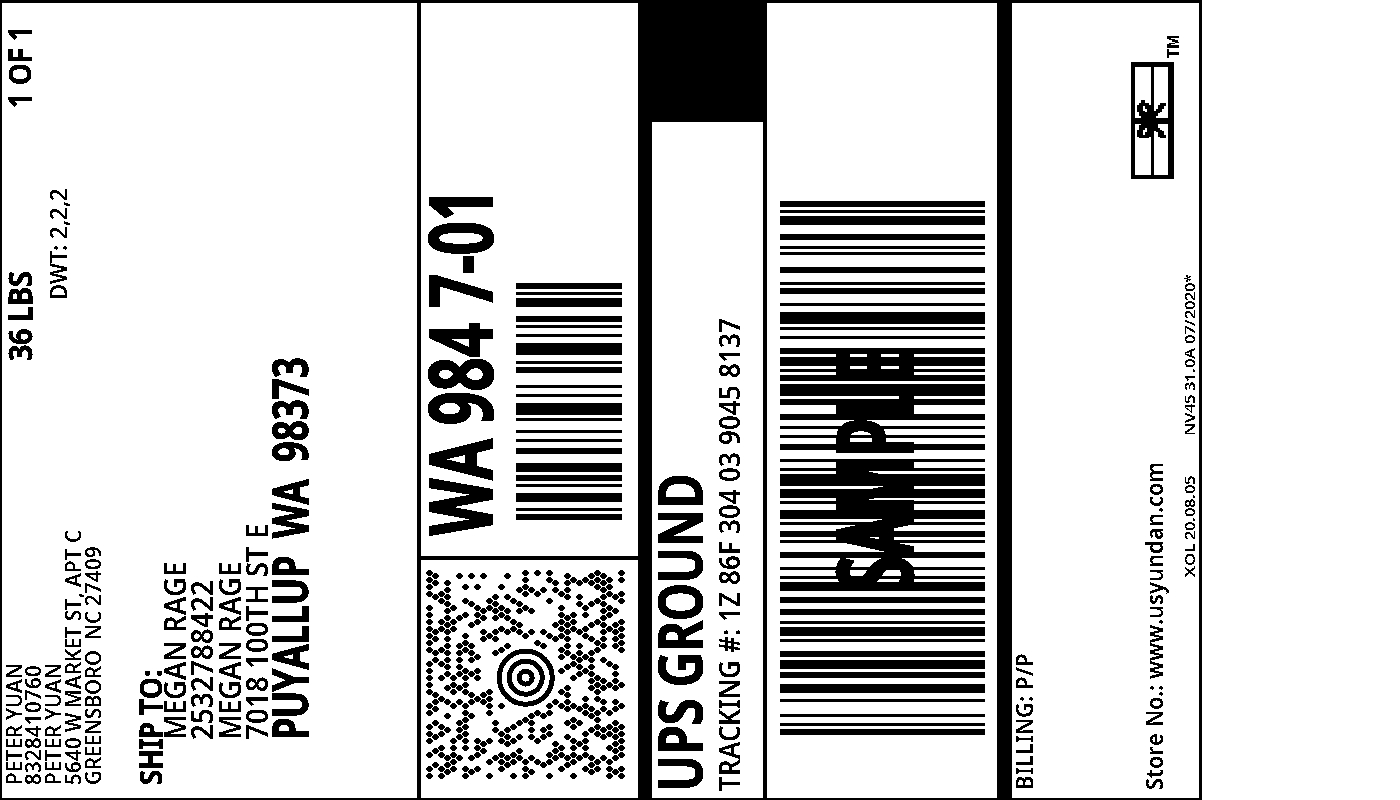 PETER YUAN
8328410760
PETER YUAN
5640 W MARKET ST, APT C
GREENSBORO NC 27409
36 LBS
1 OF 1
DWT: 2,2,2
SHIP TO:
MEGAN RAGE
2532788422
MEGAN RAGE
7018 100TH ST E
PUYALLUP WA 98373
WA 984 7-01
UPS GROUND
TRACKING #: 1Z 86F 304 03 9045 8137
SAMPLE
BILLING: P/P
TM
Store No.: www.usyundan.com
XOL 20.08.05 NV45 31.0A 07/2020*